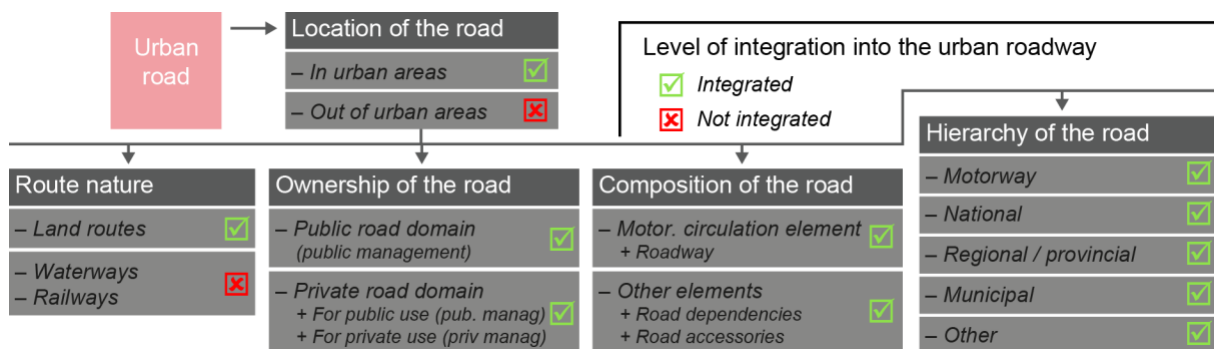 Urban
road
Location of the road
– In urban areas
– Out of urban areas
Level of integration into the urban roadway
Integrated
Not integrated
Route nature
– Land routes
– Waterways
– Railways
Ownership of the road
– Public road domain
(public management)
– Private road domain
+ For public use (pub. manag)
+ For private use (priv manag)
Composition of the road
– Motor. circulation element
+ Roadway
– Other elements
+ Road dependencies
+ Road accessories
Hierarchy of the road
– Motorway
– National
– Regional / provincial
– Municipal
– Other